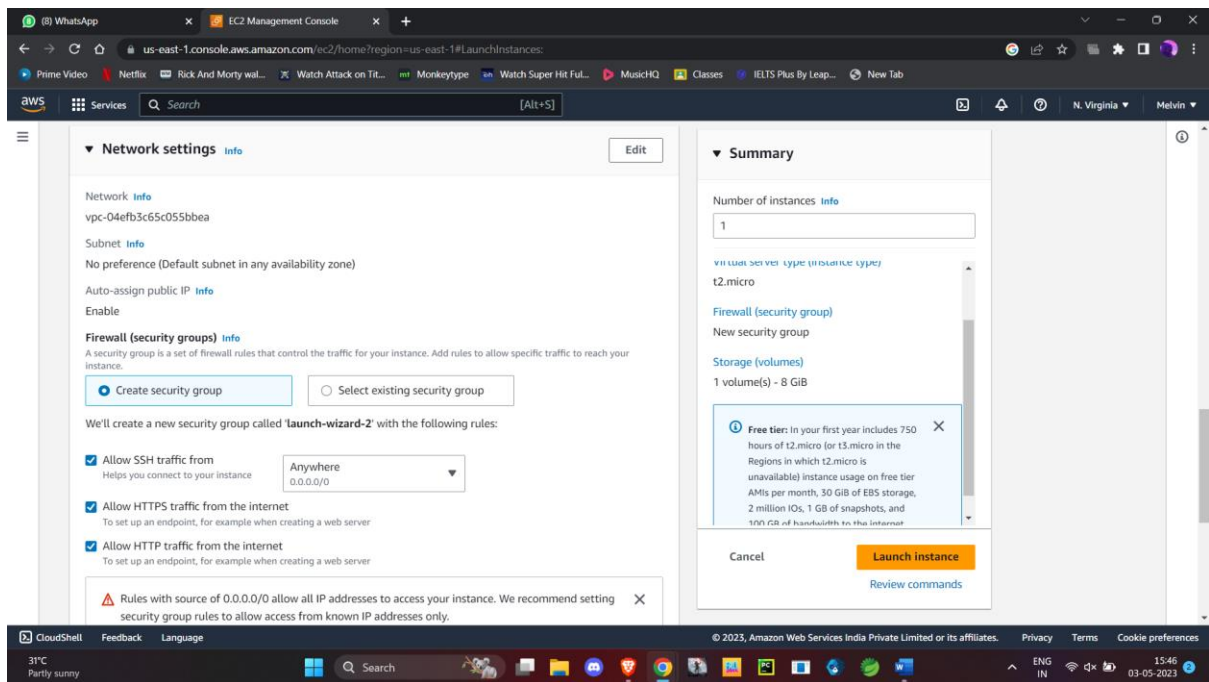 (8) WhatsApp
EC2 Management Console
us-east-1.console.aws.amazon.com/ec2/home?region=us-east-1#LaunchInstances:
Prime Video Netflix Rick And Morty wal... Watch Attack on Tit... Monkeytype Watch Super Hit Ful... MusicHQ Classes IELTS Plus By Leap... New Tab
aws Services Search [Alt+S] N. Virginia Melvin
Network settings Info Edit
Network Info
vpc-04efb3c65c055bbea
Subnet Info
No preference (Default subnet in any availability zone)
Auto-assign public IP Info
Enable
Firewall (security groups) Info
A security group is a set of firewall rules that control the traffic for your instance. Add rules to allow specific traffic to reach your
instance.
Create security group Select existing security group
We'll create a new security group called 'launch-wizard-2' with the following rules:
Allow SSH traffic from
Helps you connect to your instance
Anywhere
0.0.0.0/0
Allow HTTPS traffic from the internet
To set up an endpoint, for example when creating a web server
Allow HTTP traffic from the internet
To set up an endpoint, for example when creating a web server
Rules with source of 0.0.0.0/0 allow all IP addresses to access your instance. We recommend setting
security group rules to allow access from known IP addresses only.
Summary
Number of instances Info
1
Virtual server type (instance type)
t2.micro
Firewall (security group)
New security group
Storage (volumes)
1 volume(s) - 8 GiB
Free tier: In your first year includes 750
hours of t2.micro (or t3.micro in the
Regions in which t2.micro is
unavailable) instance usage on free tier
AMIs per month, 30 GiB of EBS storage,
2 million IOs, 1 GB of snapshots, and
100 GB of bandwidth to the internet
Cancel Launch instance
Review commands
CloudShell Feedback Language © 2023, Amazon Web Services India Private Limited or its affiliates. Privacy Terms Cookie preferences
31°C
Partly sunny
Search
ENG
IN
15:46
03-05-2023